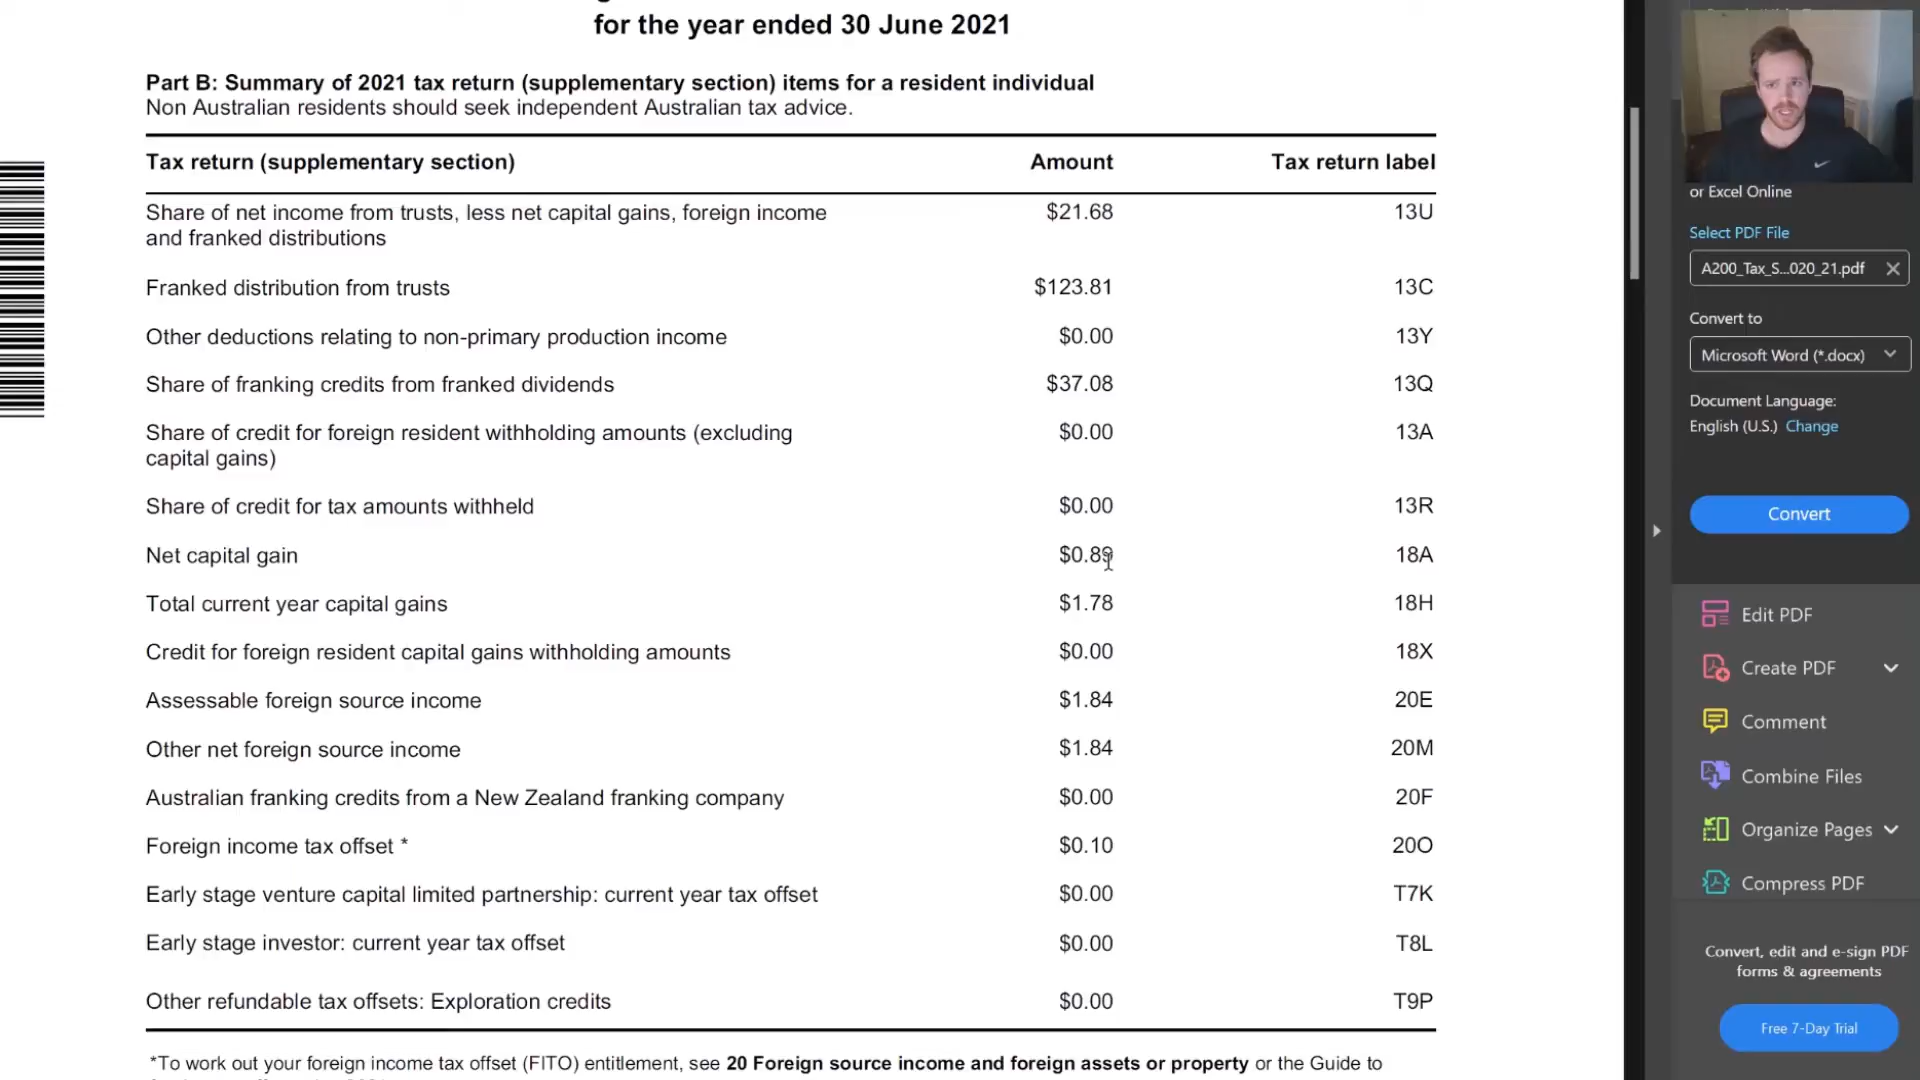 for the year ended 30 June 2021
Part B: Summary of 2021 tax return (supplementary section) items for a resident individual
Non Australian residents should seek independent Australian tax advice.
Tax return (supplementary section) Amount Tax return label
Share of net income from trusts, less net capital gains, foreign income $21.68 13U
and franked distributions
Franked distribution from trusts $123.81 13C
Other deductions relating to non-primary production income $0.00 13Y
Share of franking credits from franked dividends $37.08 13Q
Share of credit for foreign resident withholding amounts (excluding $0.00 13A
capital gains)
Share of credit for tax amounts withheld $0.00 13R
Net capital gain $0.89 18A
Total current year capital gains $1.78 18H
Credit for foreign resident capital gains withholding amounts $0.00 18X
Assessable foreign source income $1.84 20E
Other net foreign source income $1.84 20M
Australian franking credits from a New Zealand franking company $0.00 20F
Foreign income tax offset * $0.10 20O
Early stage venture capital limited partnership: current year tax offset $0.00 T7K
Early stage investor: current year tax offset $0.00 T8L
Other refundable tax offsets: Exploration credits $0.00 T9P
*To work out your foreign income tax offset (FITO) entitlement, see 20 Foreign source income and foreign assets or property or the Guide to
or Excel Online
Select PDF File
A200_Tax_S...020_21.pdf
Convert to
Microsoft Word (*.docx)
Document Language:
English (U.S.) Change
Convert
Edit PDF
Create PDF
Comment
Combine Files
Organize Pages
Compress PDF
Convert, edit and e-sign PDF
forms & agreements
Free 7-Day Trial